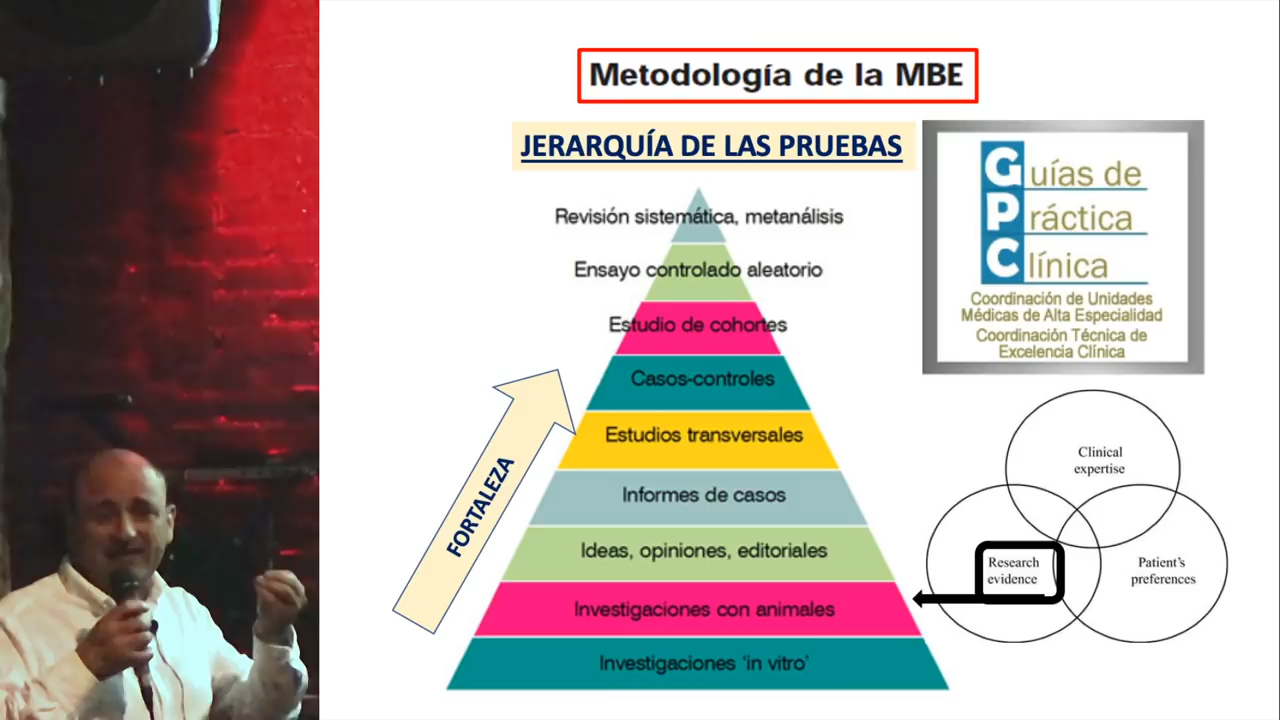 Metodología de la MBE
JERARQUÍA DE LAS PRUEBAS
Revisión sistemática, metanálisis
Ensayo controlado aleatorio
Estudio de cohortes
Casos-controles
Estudios transversales
Informes de casos
Ideas, opiniones, editoriales
Investigaciones con animales
Investigaciones 'in vitro'
FORTALEZA
Guías de
Práctica
Clínica
Coordinación de Unidades
Médicas de Alta Especialidad
Coordinación Técnica de
Excelencia Clínica
Clinical
expertise
Research
evidence
Patient's
preferences